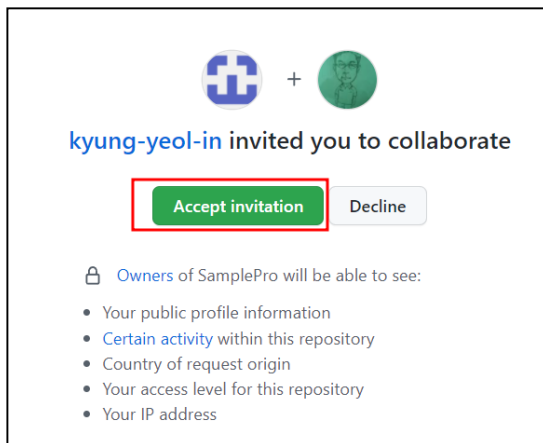 +
kyung-yeol-in invited you to collaborate
Accept invitation
Decline
Owners of SamplePro will be able to see:
• Your public profile information
• Certain activity within this repository
• Country of request origin
• Your access level for this repository
• Your IP address